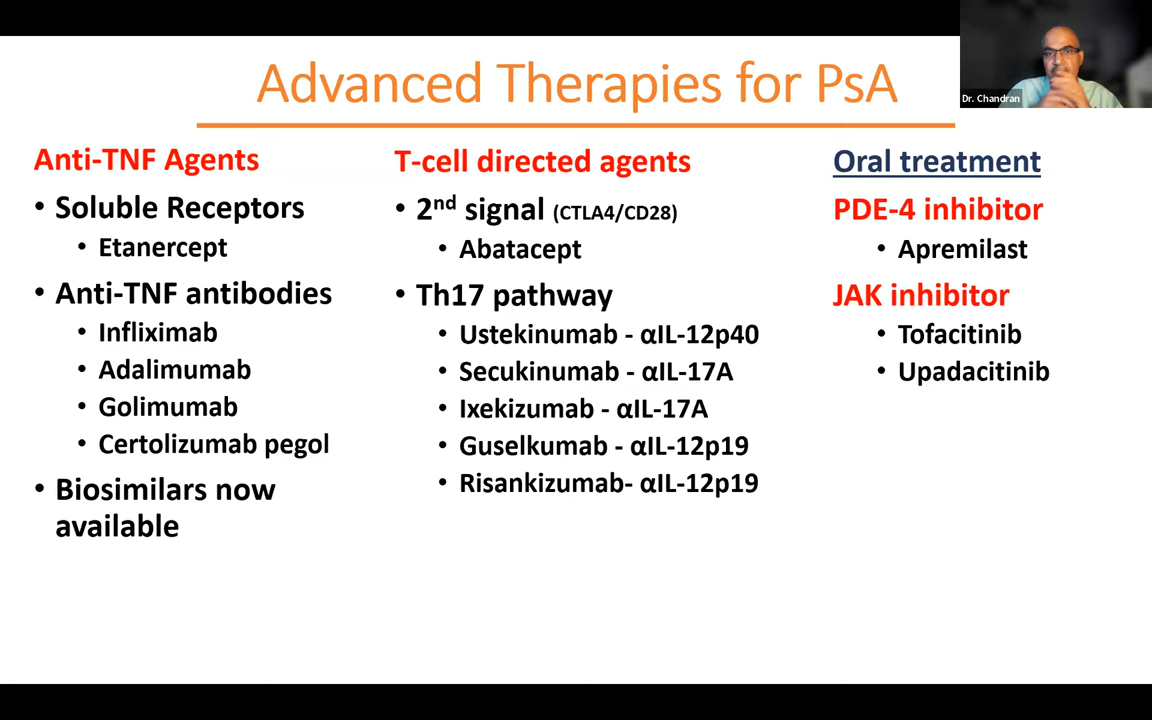 Advanced Therapies for PsA
Dr. Chandran
Anti-TNF Agents
• Soluble Receptors
• Etanercept
• Anti-TNF antibodies
• Infliximab
• Adalimumab
• Golimumab
• Certolizumab pegol
• Biosimilars now
available
T-cell directed agents
• 2nd signal (CTLA4/CD28)
• Abatacept
• Th17 pathway
• Ustekinumab - αIL-12p40
• Secukinumab - αIL-17A
• Ixekizumab - αIL-17A
• Guselkumab - αIL-12p19
• Risankizumab- αIL-12p19
Oral treatment
PDE-4 inhibitor
• Apremilast
JAK inhibitor
• Tofacitinib
• Upadacitinib